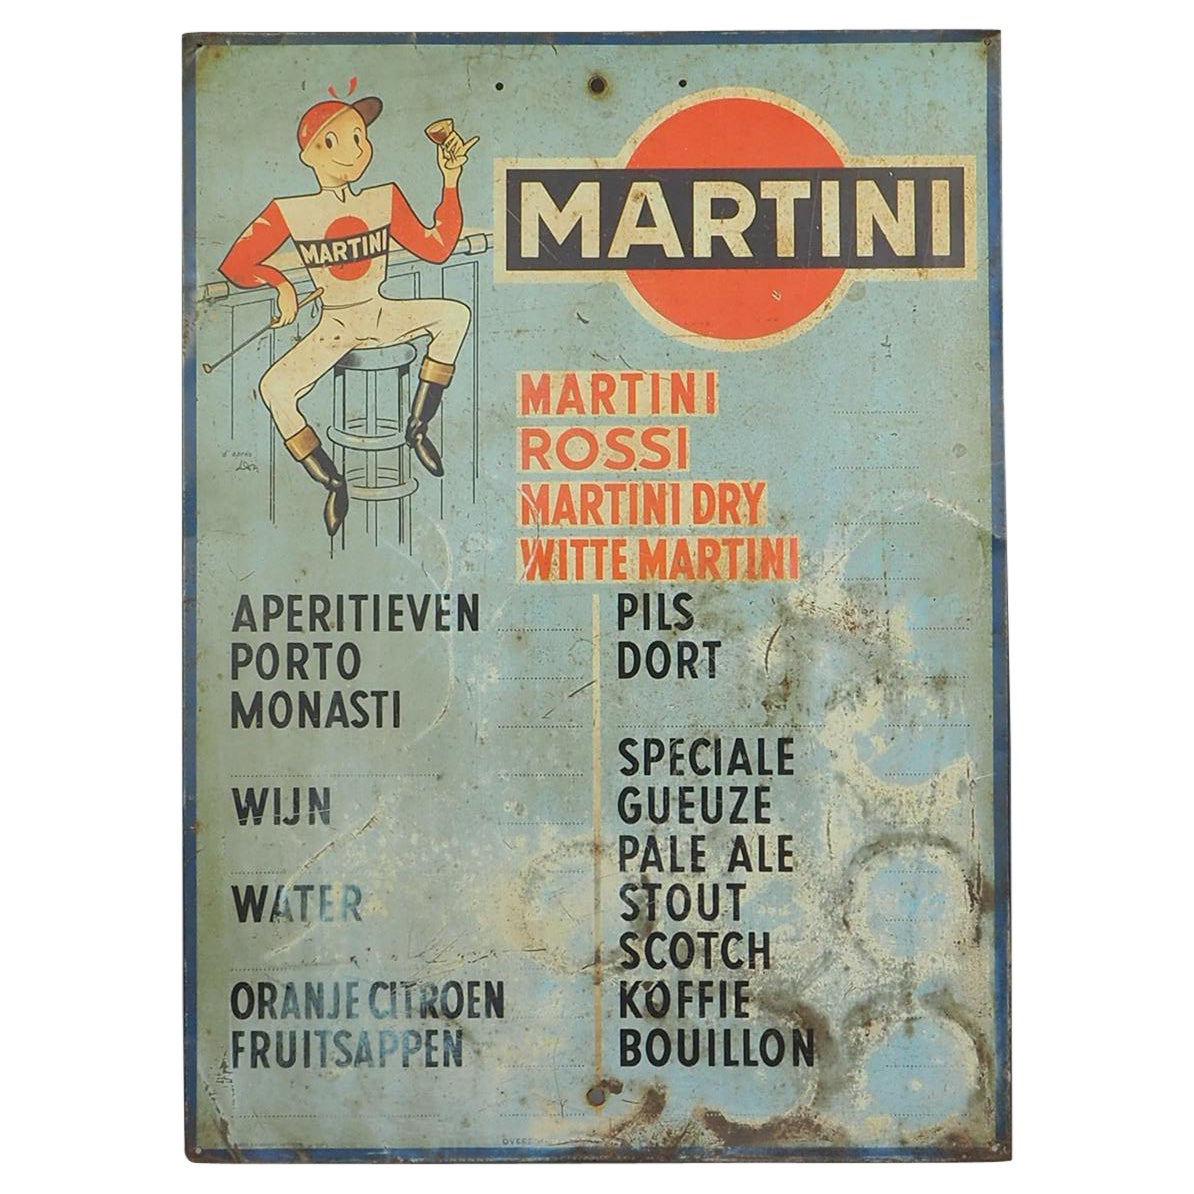 MARTINI
MARTINI
d'après
MARTINI
ROSSI
MARTINI DRY
WITTE MARTINI
APERITIEVEN
PORTO
MONASTI
WIJN
WATER
ORANJE CITROEN
FRUITSAPPEN
PILS
DORT
SPECIALE
GUEUZE
PALE ALE
STOUT
SCOTCH
KOFFIE
BOUILLON